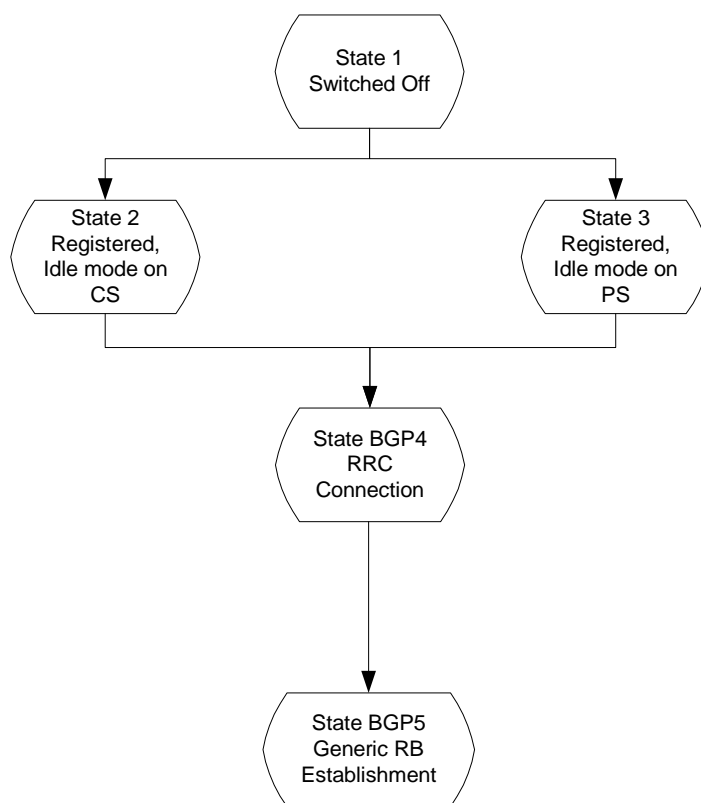 State 1
Switched Off
State 2
Registered,
Idle mode on
CS
State 3
Registered,
Idle mode on
PS
State BGP4
RRC
Connection
State BGP5
Generic RB
Establishment